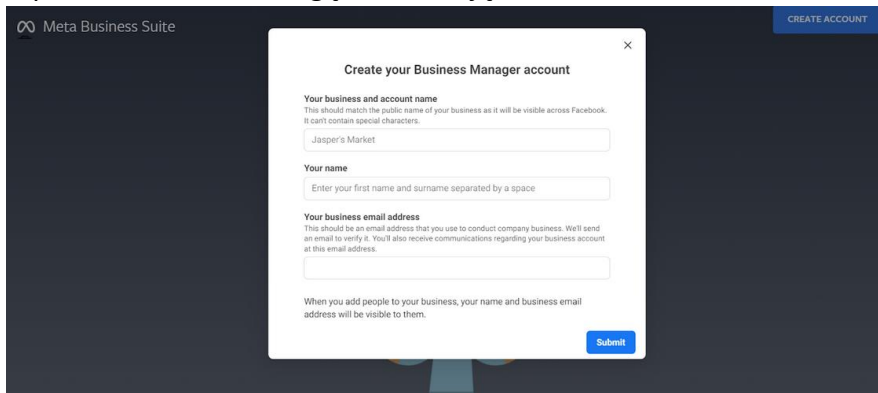 Meta Business Suite
CREATE ACCOUNT
Create your Business Manager account
Your business and account name
This should match the public name of your business as it will be visible across Facebook.
It can't contain special characters.
Jasper's Market
Your name
Enter your first name and surname separated by a space
Your business email address
This should be an email address that you use to conduct company business. We'll send
an email to verify it. You'll also receive communications regarding your business account
at this email address.
When you add people to your business, your name and business email
address will be visible to them.
Submit